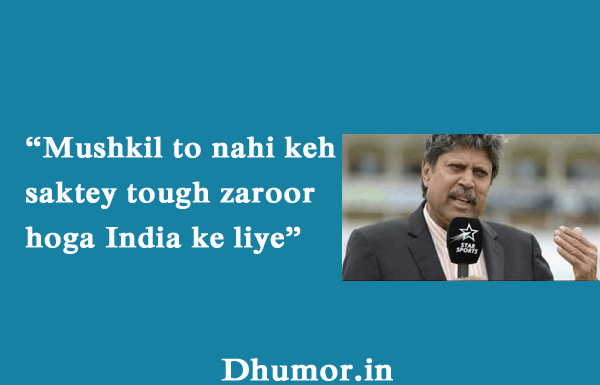 “Mushkil to nahi keh
saktey tough zaroor
hoga India ke liye”
STAR
SPORTS
Dhumor.in